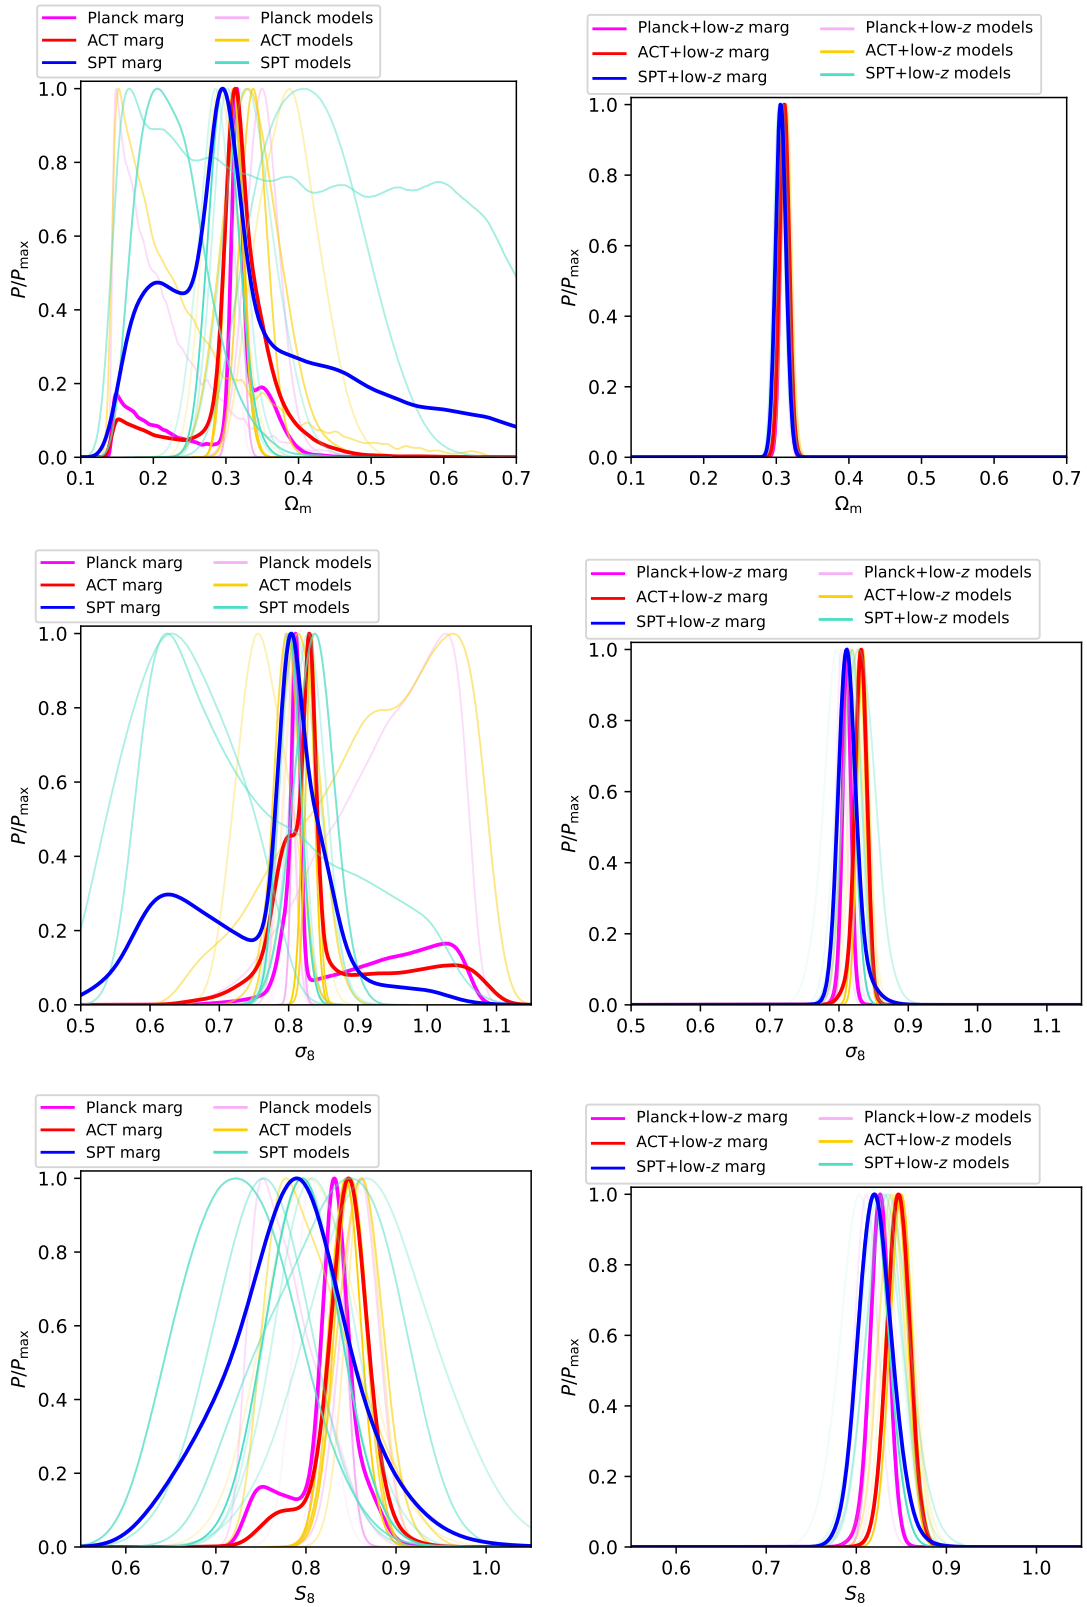 Planck marg Planck models
ACT marg ACT models
SPT marg SPT models
1.0
0.8
0.6
0.4
0.2
0.0
P/Pmax
0.1 0.2 0.3 0.4 0.5 0.6 0.7
Ωm
Planck+low-z marg Planck+low-z models
ACT+low-z marg ACT+low-z models
SPT+low-z marg SPT+low-z models
1.0
0.8
0.6
0.4
0.2
0.0
P/Pmax
0.1 0.2 0.3 0.4 0.5 0.6 0.7
Ωm
Planck marg Planck models
ACT marg ACT models
SPT marg SPT models
1.0
0.8
0.6
0.4
0.2
0.0
P/Pmax
0.5 0.6 0.7 0.8 0.9 1.0 1.1
σ8
Planck+low-z marg Planck+low-z models
ACT+low-z marg ACT+low-z models
SPT+low-z marg SPT+low-z models
1.0
0.8
0.6
0.4
0.2
0.0
P/Pmax
0.5 0.6 0.7 0.8 0.9 1.0 1.1
σ8
Planck marg Planck models
ACT marg ACT models
SPT marg SPT models
1.0
0.8
0.6
0.4
0.2
0.0
P/Pmax
0.6 0.7 0.8 0.9 1.0
S8
Planck+low-z marg Planck+low-z models
ACT+low-z marg ACT+low-z models
SPT+low-z marg SPT+low-z models
1.0
0.8
0.6
0.4
0.2
0.0
P/Pmax
0.6 0.7 0.8 0.9 1.0
S8